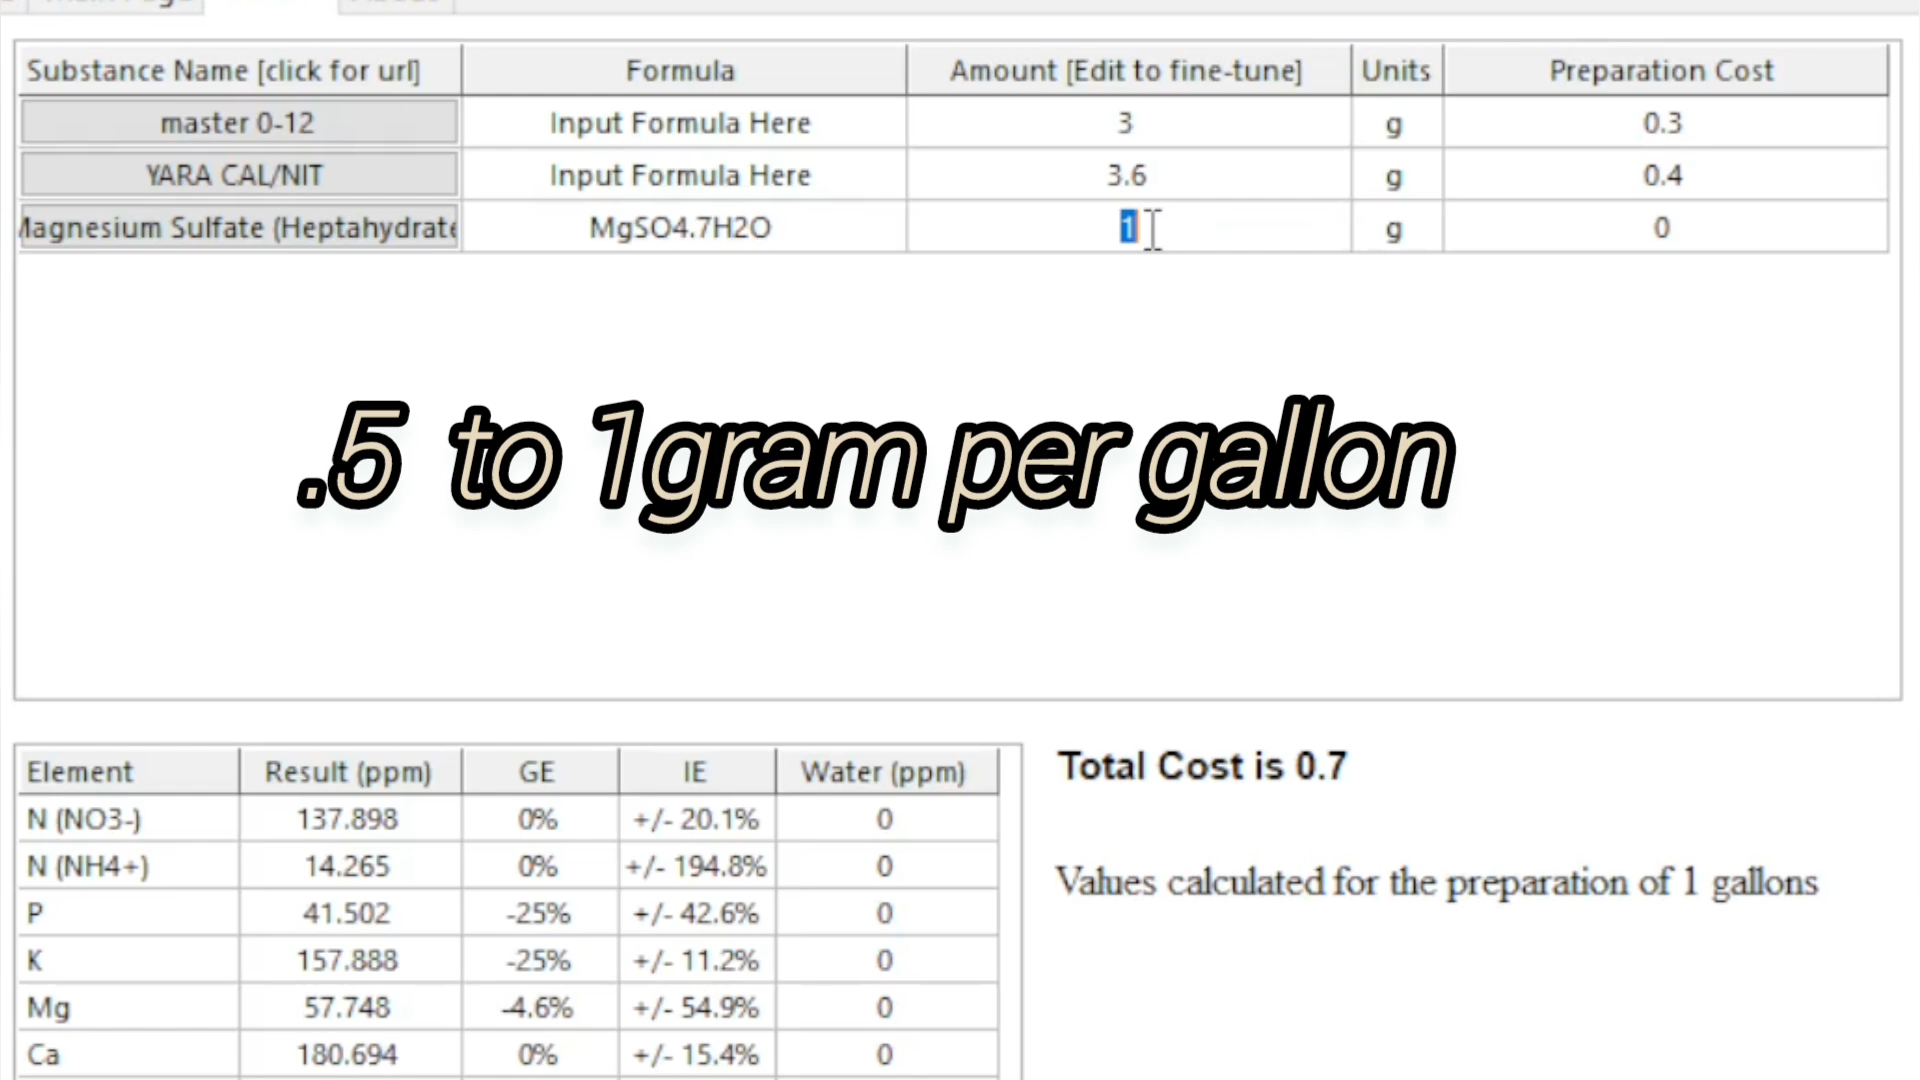 Substance Name [click for url] Formula Amount [Edit to fine-tune] Units Preparation Cost
master 0-12 Input Formula Here 3 g 0.3
YARA CAL/NIT Input Formula Here 3.6 g 0.4
Magnesium Sulfate (Heptahydrate MgSO4.7H2O 1 g 0
.5 to 1gram per gallon
Element Result (ppm) GE IE Water (ppm)
N (NO3-) 137.898 0% +/- 20.1% 0
N (NH4+) 14.265 0% +/- 194.8% 0
P 41.502 -25% +/- 42.6% 0
K 157.888 -25% +/- 11.2% 0
Mg 57.748 -4.6% +/- 54.9% 0
Ca 180.694 0% +/- 15.4% 0
Total Cost is 0.7
Values calculated for the preparation of 1 gallons